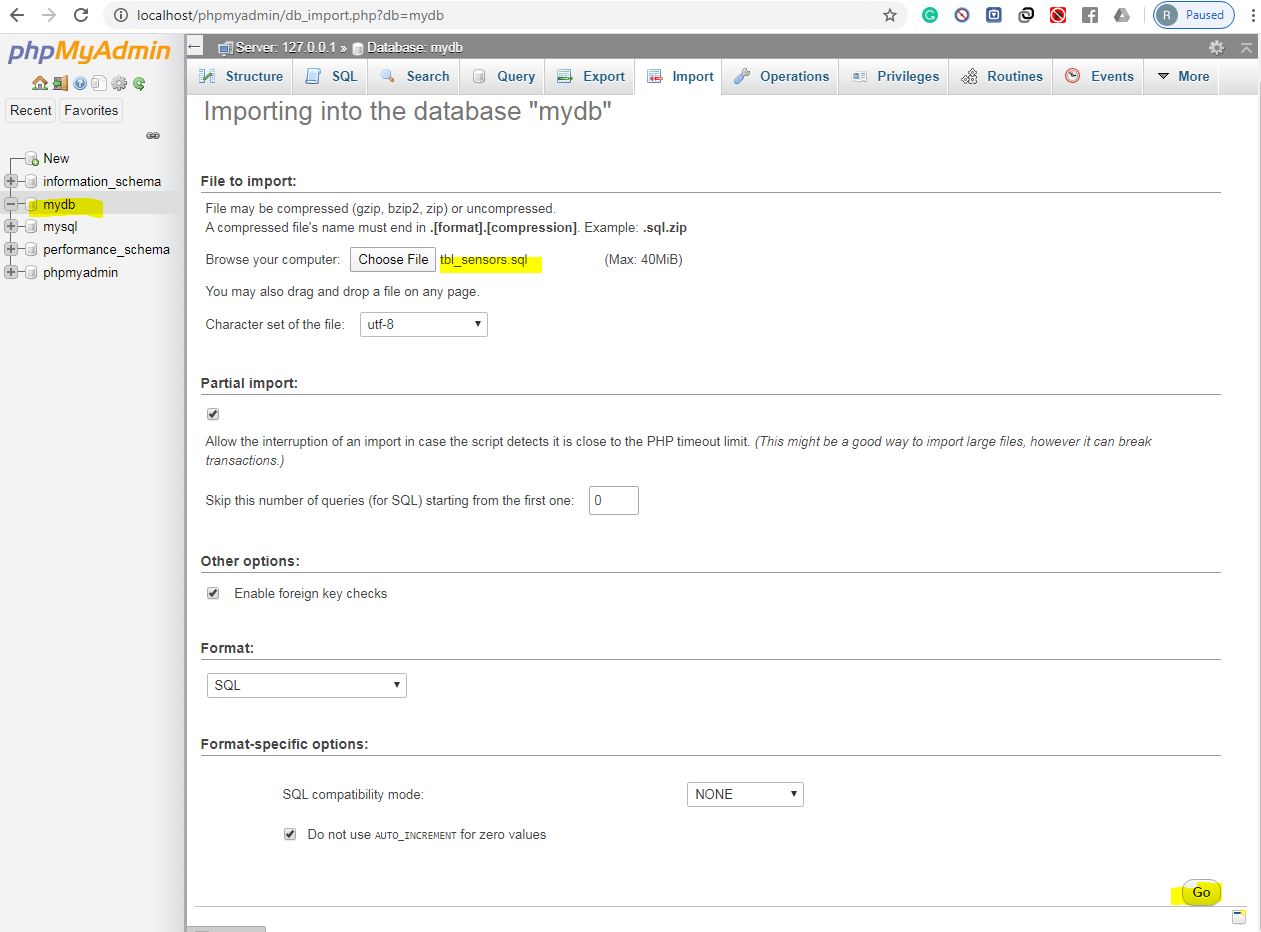 localhost/phpmyadmin/db_import.php?db=mydb
R Paused
phpMyAdmin
Recent Favorites
New
information_schema
mydb
mysql
performance_schema
phpmyadmin
Server: 127.0.0.1 » Database: mydb
Structure SQL Search Query Export Import Operations Privileges Routines Events More
Importing into the database "mydb"
File to import:
File may be compressed (gzip, bzip2, zip) or uncompressed.
A compressed file's name must end in .[format].[compression]. Example: .sql.zip
Browse your computer: Choose File tbl_sensors.sql (Max: 40MiB)
You may also drag and drop a file on any page.
Character set of the file: utf-8
Partial import:
Allow the interruption of an import in case the script detects it is close to the PHP timeout limit. (This might be a good way to import large files, however it can break
transactions.)
Skip this number of queries (for SQL) starting from the first one: 0
Other options:
Enable foreign key checks
Format:
SQL
Format-specific options:
SQL compatibility mode: NONE
Do not use AUTO_INCREMENT for zero values
Go